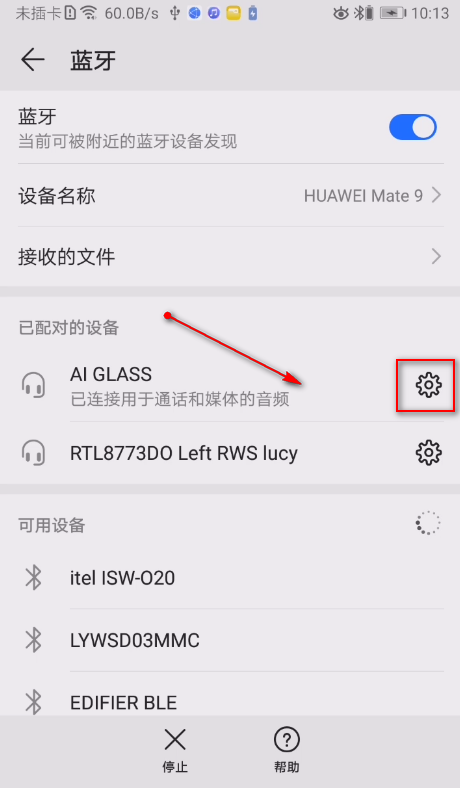 未插卡 60.0B/s 10:13
蓝牙
蓝牙
当前可被附近的蓝牙设备发现
设备名称 HUAWEI Mate 9
接收的文件
已配对的设备
AI GLASS
已连接用于通话和媒体的音频
RTL8773DO Left RWS lucy
可用设备
itel ISW-O20
LYWSD03MMC
EDIFIER BLE
停止 帮助